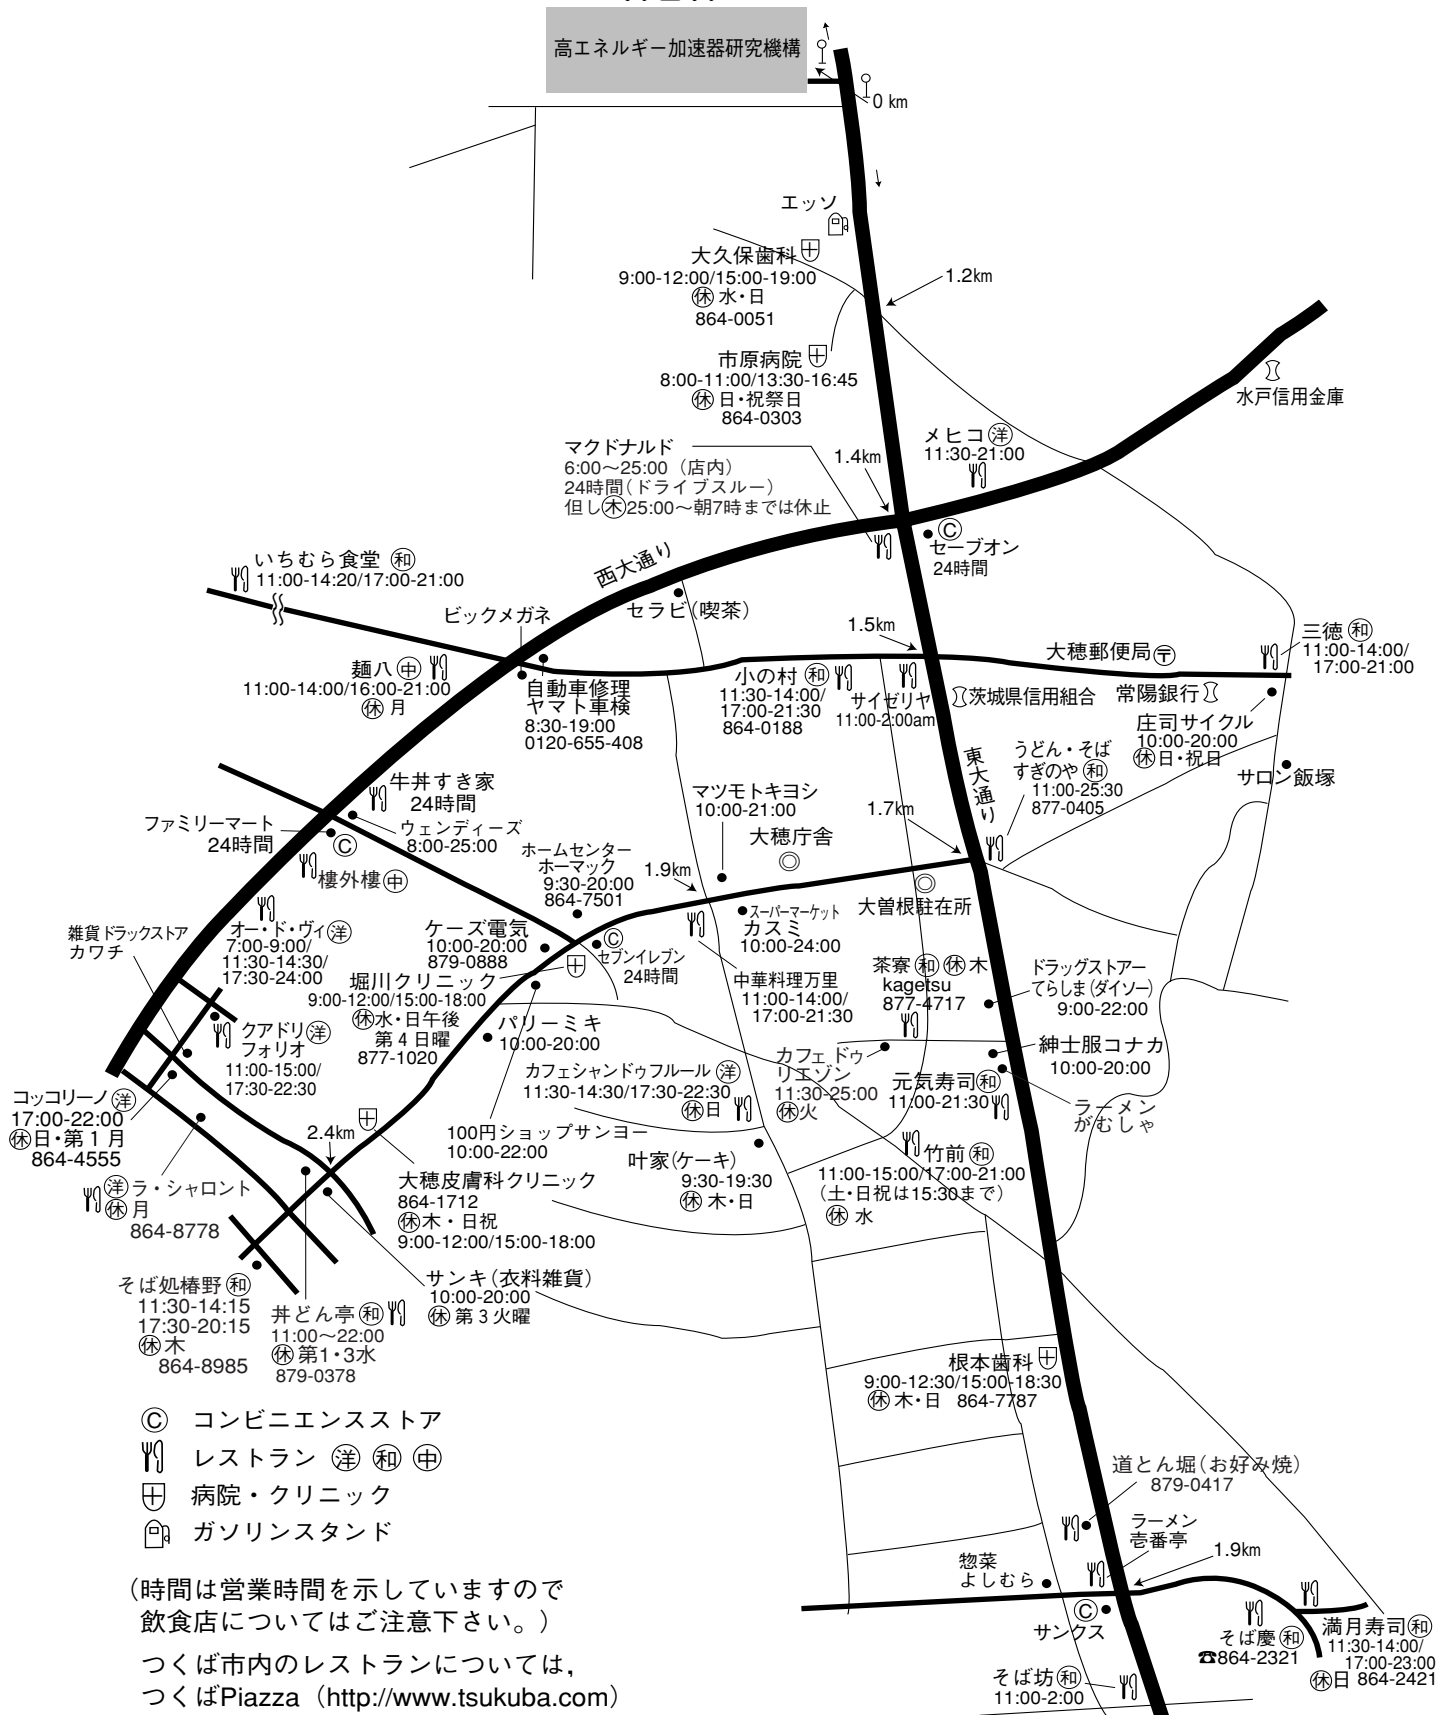 高エネルギー加速器研究機構
0 km
エッソ
大久保歯科
9:00-12:00/15:00-19:00
休 水・日
864-0051
1.2km
市原病院
8:00-11:00/13:30-16:45
休 日・祝祭日
864-0303
水戸信用金庫
マクドナルド
6:00〜25:00（店内）
24時間（ドライブスルー）
但し木25:00〜朝7時までは休止
1.4km
メヒコ 洋
11:30-21:00
C
セーブオン
24時間
西大通り
いちむら食堂 和
11:00-14:20/17:00-21:00
ビックメガネ
セラビ（喫茶）
1.5km
大穂郵便局 〒
三徳 和
11:00-14:00/
17:00-21:00
麺八 中
11:00-14:00/16:00-21:00
休 月
自動車修理
ヤマト車検
8:30-19:00
0120-655-408
小の村 和
11:30-14:00/
17:00-21:30
864-0188
サイゼリヤ
11:00-2:00am
茨城県信用組合
常陽銀行
庄司サイクル
10:00-20:00
休 日・祝日
サロン飯塚
東大通り
うどん・そば
すぎのや 和
11:00-25:30
877-0405
牛丼すき家
24時間
ウェンディーズ
8:00-25:00
ファミリーマート
24時間
C
樓外樓 中
マツモトキヨシ
10:00-21:00
大穂庁舎
1.7km
ホームセンター
ホーマック
9:30-20:00
864-7501
1.9km
大曽根駐在所
スーパーマーケット
カスミ
10:00-24:00
オー・ド・ヴィ 洋
7:00-9:00/
11:30-14:30/
17:30-24:00
雑貨ドラックストア
カワチ
ケーズ電気
10:00-20:00
879-0888
C
セブンイレブン
24時間
堀川クリニック
9:00-12:00/15:00-18:00
休 水・日午後
第４日曜
877-1020
中華料理万里
11:00-14:00/
17:00-21:30
茶寮 和 休 木
kagetsu
877-4717
ドラッグストアー
てらしま（ダイソー）
9:00-22:00
クアドリ 洋
フォリオ
11:00-15:00/
17:30-22:30
パリーミキ
10:00-20:00
カフェ ドゥ
リエゾン
11:30-25:00
休 火
紳士服コナカ
10:00-20:00
カフェシャンドゥフルール 洋
11:30-14:30/17:30-22:30
休 日
元気寿司 和
11:00-21:30
ラーメン
がむしゃ
コッコリーノ 洋
17:00-22:00
休 日・第１月
864-4555
2.4km
100円ショップサンヨー
10:00-22:00
叶家（ケーキ）
9:30-19:30
休 木・日
竹前 和
11:00-15:00/17:00-21:00
（土・日祝は15:30まで）
休 水
洋 ラ・シャロント
休 月
864-8778
大穂皮膚科クリニック
864-1712
休 木・日祝
9:00-12:00/15:00-18:00
そば処椿野 和
11:30-14:15
17:30-20:15
休 木
864-8985
丼どん亭 和
11:00〜22:00
休 第1・3水
879-0378
サンキ（衣料雑貨）
10:00-20:00
休 第３火曜
根本歯科
9:00-12:30/15:00-18:30
休 木・日 864-7787
C コンビニエンスストア
レストラン 洋 和 中
病院・クリニック
ガソリンスタンド
道とん堀（お好み焼）
879-0417
ラーメン
壱番亭
1.9km
惣菜
よしむら
C
サンクス
そば慶 和
☎864-2321
満月寿司 和
11:30-14:00/
17:00-23:00
休 日 864-2421
そば坊 和
11:00-2:00
（時間は営業時間を示していますので
飲食店についてはご注意下さい。）
つくば市内のレストランについては，
つくばPiazza（http://www.tsukuba.com）